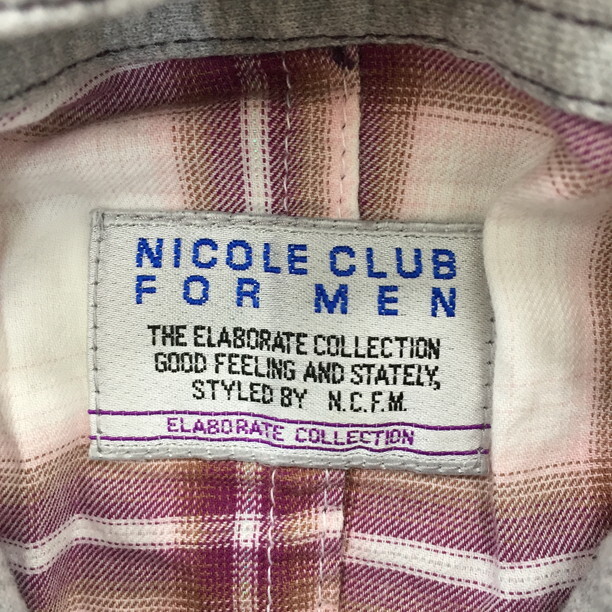 NICOLE CLUB
FOR MEN
THE ELABORATE COLLECTION
GOOD FEELING AND STATELY,
STYLED BY N.C.F.M.
ELABORATE COLLECTION